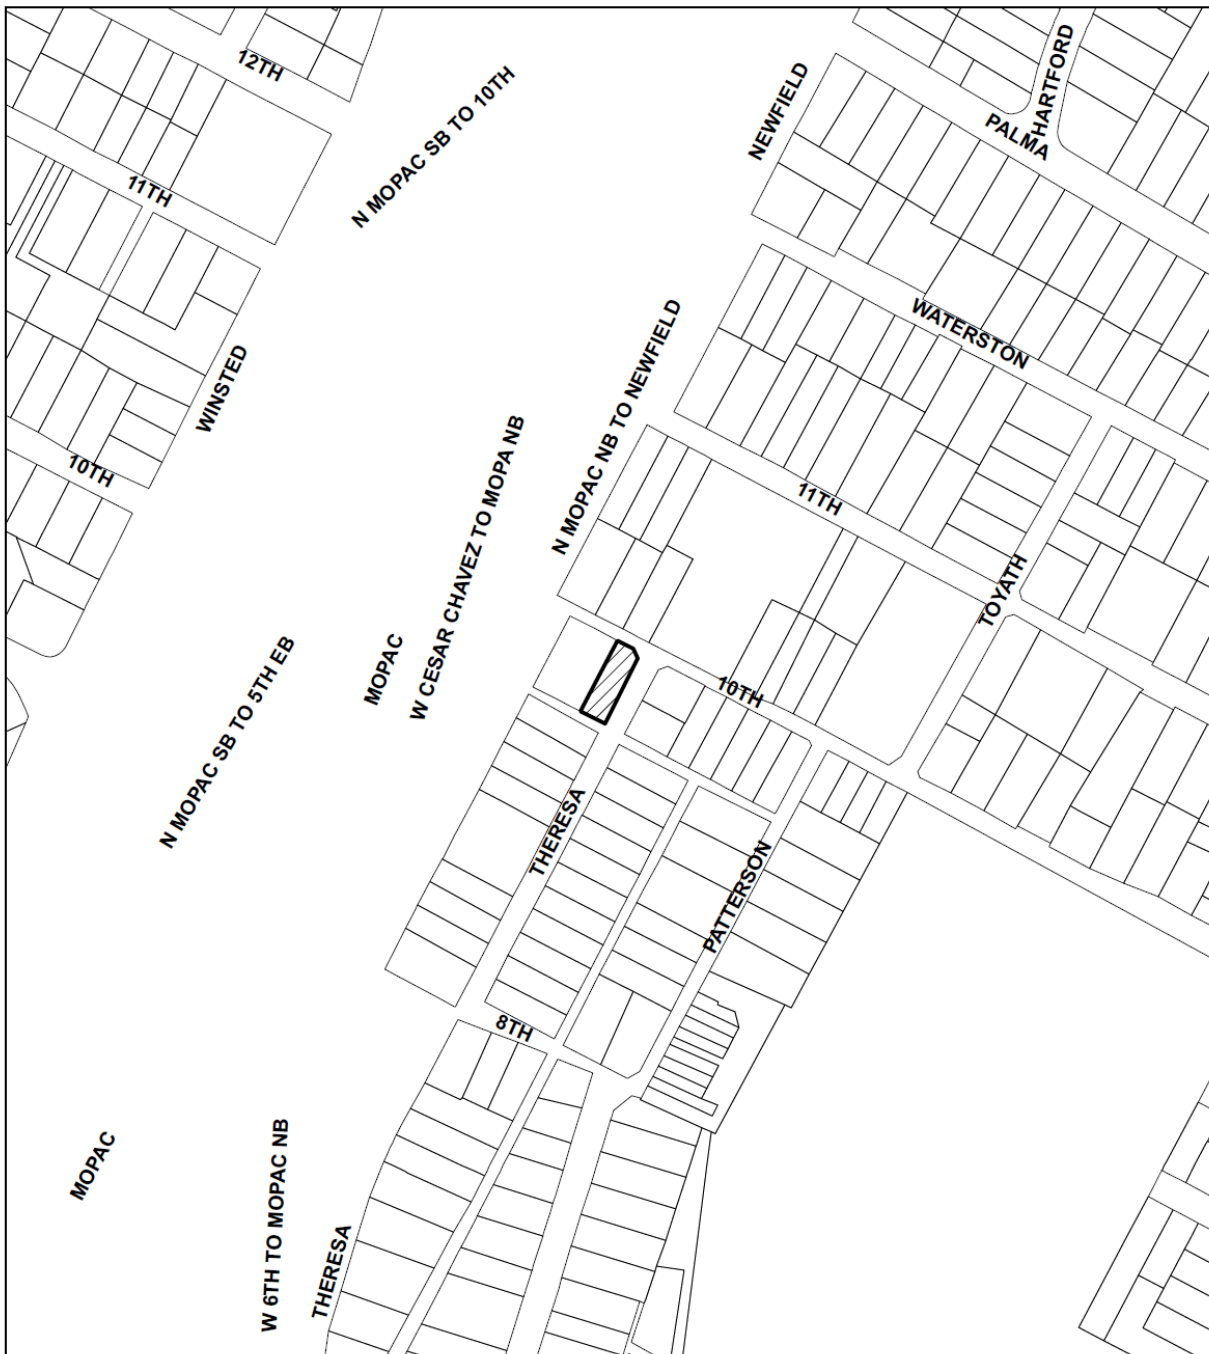 12TH
N MOPAC SB TO 10TH
NEWFIELD
HARTFORD
PALMA
11TH
WINSTED
N MOPAC NB TO NEWFIELD
WATERSTON
10TH
W CESAR CHAVEZ TO MOPA NB
11TH
TOYATH
MOPAC
N MOPAC SB TO 5TH EB
10TH
THERESA
PATTERSON
8TH
MOPAC
W 6TH TO MOPAC NB
THERESA